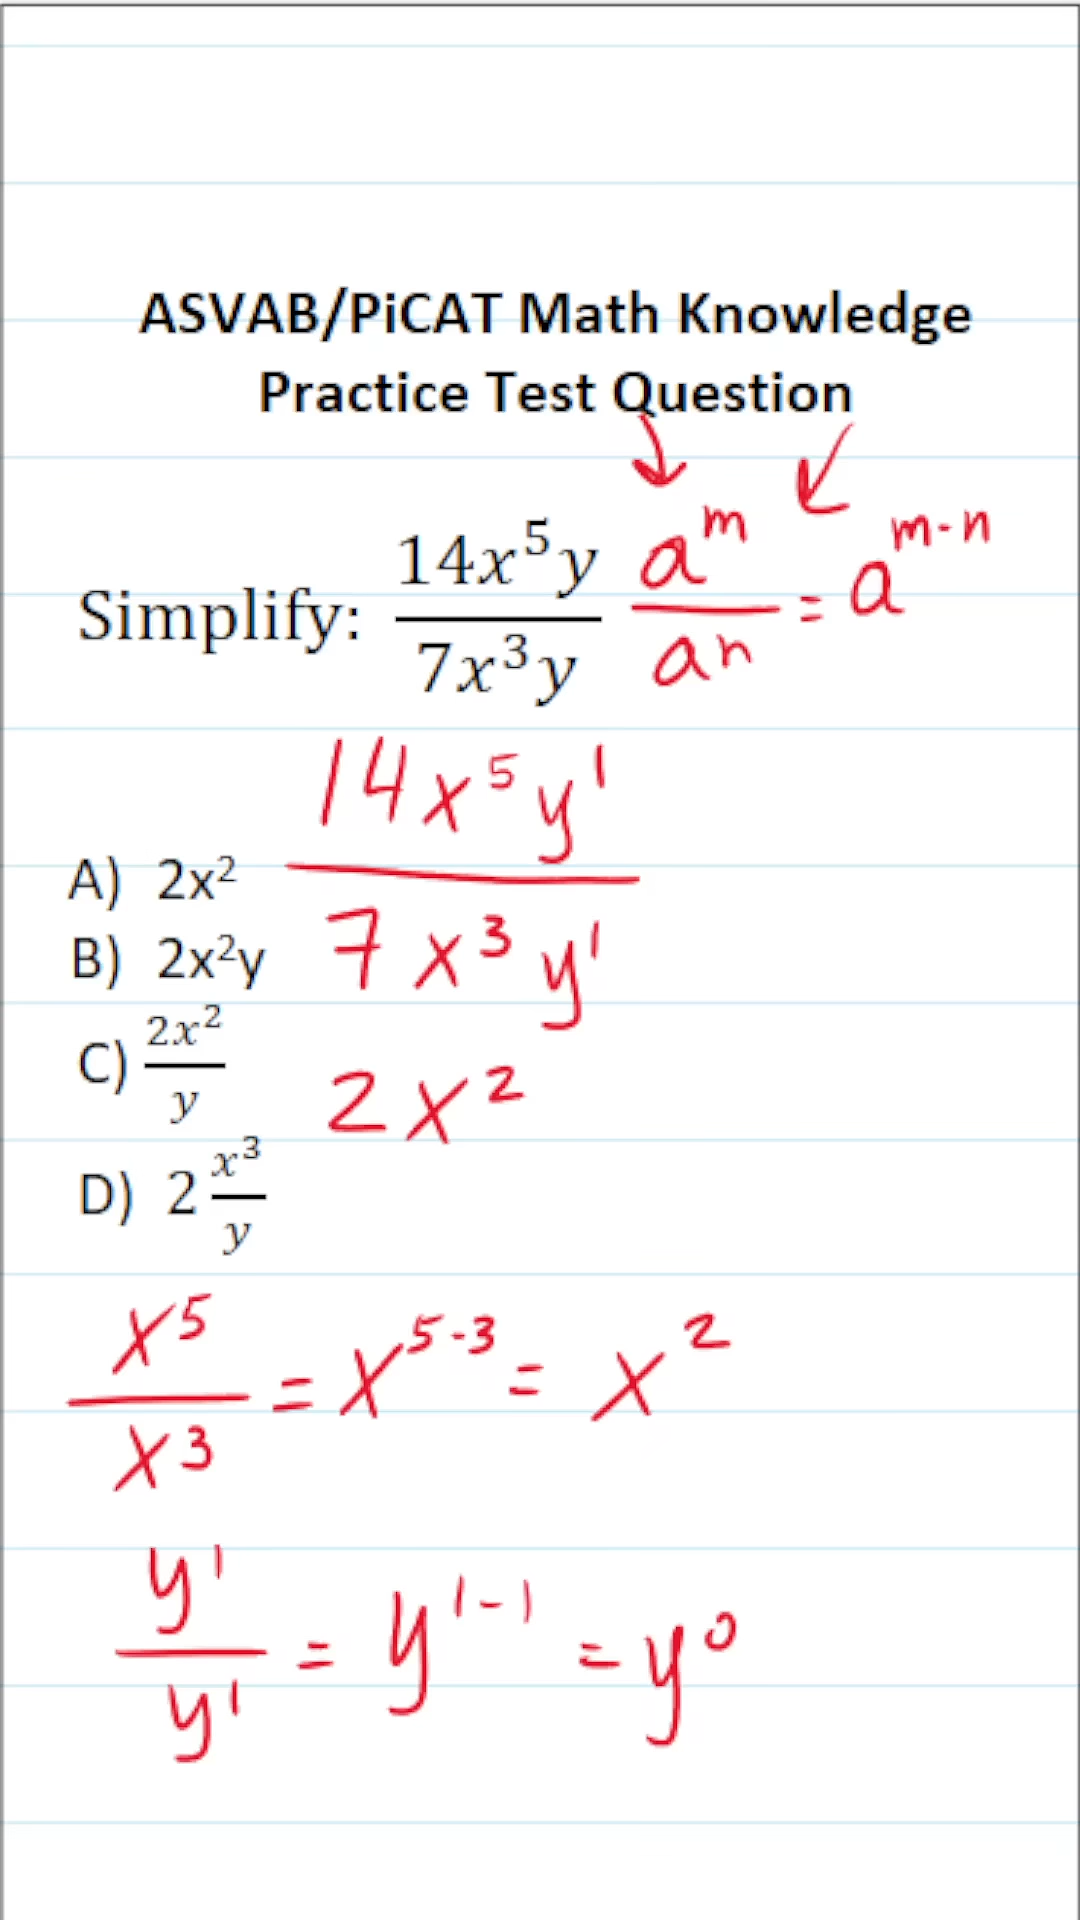 ASVAB/PiCAT Math Knowledge
Practice Test Question
Simplify: 14x⁵y / 7x³y   aᵐ / aⁿ = aᵐ⁻ⁿ
14x⁵y¹ / 7x³y¹
A) 2x²
B) 2x²y
C) 2x² / y
2x²
D) 2 x³ / y
x⁵ / x³ = x⁵⁻³ = x²
y¹ / y¹ = y¹⁻¹ = y⁰